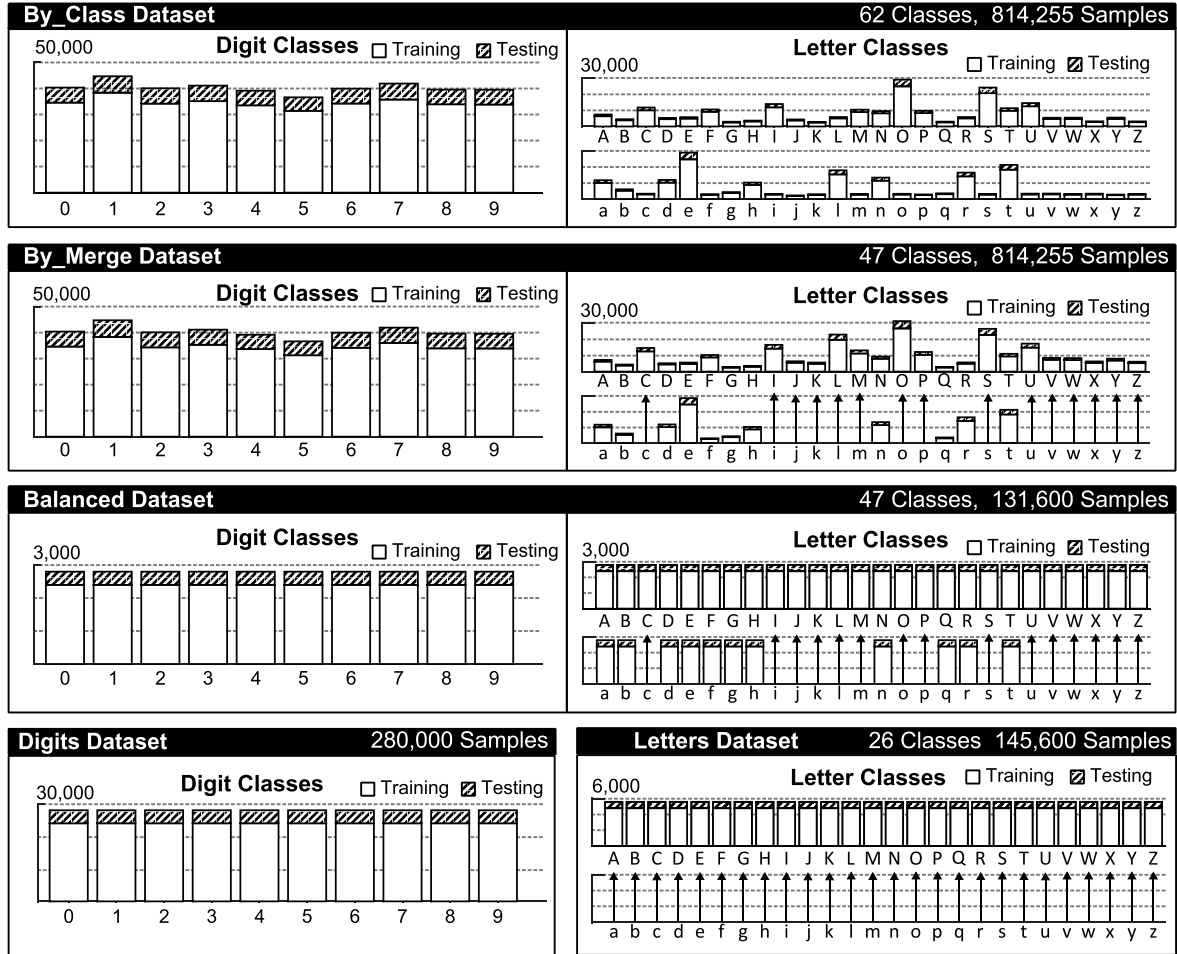 By_Class Dataset 62 Classes, 814,255 Samples
Digit Classes Training Testing
50,000
0 1 2 3 4 5 6 7 8 9
Letter Classes
Training Testing
30,000
A B C D E F G H I J K L M N O P Q R S T U V W X Y Z
a b c d e f g h i j k l m n o p q r s t u v w x y z
By_Merge Dataset 47 Classes, 814,255 Samples
Digit Classes Training Testing
50,000
0 1 2 3 4 5 6 7 8 9
Letter Classes
Training Testing
30,000
A B C D E F G H I J K L M N O P Q R S T U V W X Y Z
a b c d e f g h i j k l m n o p q r s t u v w x y z
Balanced Dataset 47 Classes, 131,600 Samples
Digit Classes
Training Testing
3,000
0 1 2 3 4 5 6 7 8 9
Letter Classes Training Testing
3,000
A B C D E F G H I J K L M N O P Q R S T U V W X Y Z
a b c d e f g h i j k l m n o p q r s t u v w x y z
Digits Dataset 280,000 Samples
Digit Classes Training Testing
30,000
0 1 2 3 4 5 6 7 8 9
Letters Dataset 26 Classes 145,600 Samples
Letter Classes Training Testing
6,000
A B C D E F G H I J K L M N O P Q R S T U V W X Y Z
a b c d e f g h i j k l m n o p q r s t u v w x y z